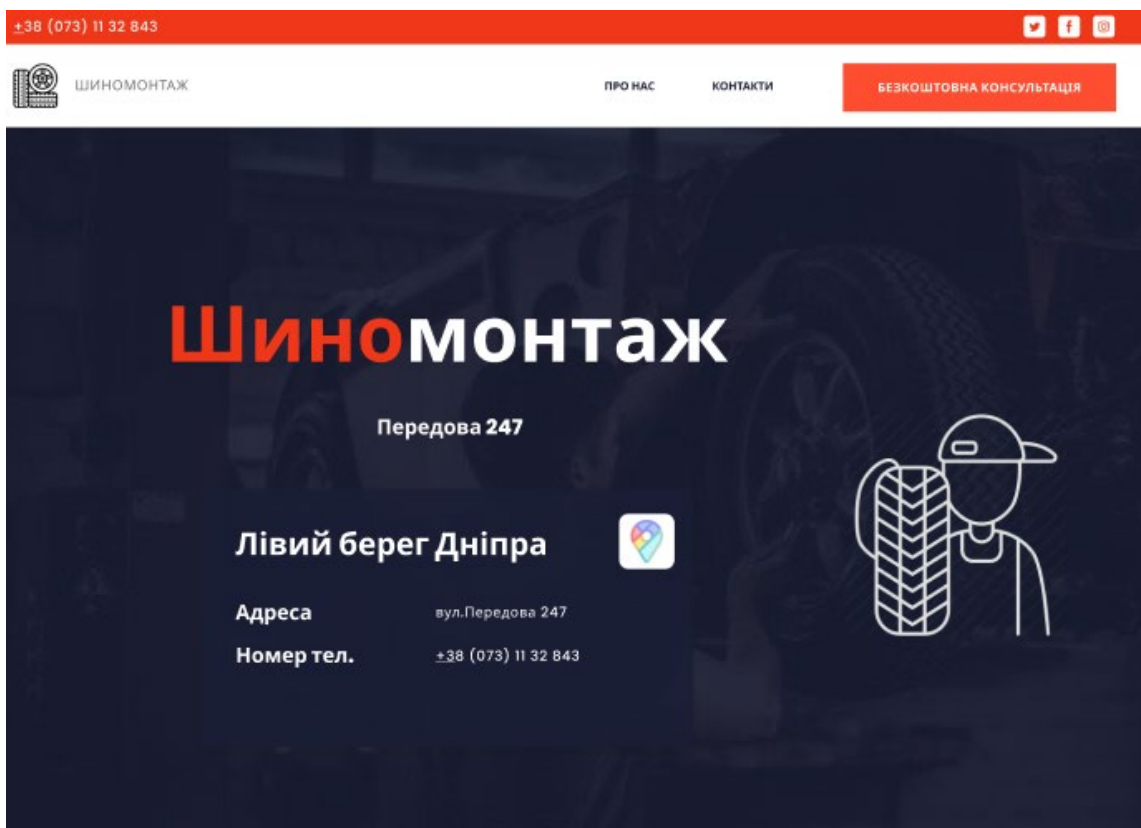 +38 (073) 11 32 843
ШИНОМОНТАЖ
ПРО НАС
КОНТАКТИ
БЕЗКОШТОВНА КОНСУЛЬТАЦІЯ
Шиномонтаж
Передова 247
Лівий берег Дніпра
Адреса вул.Передова 247
Номер тел. +38 (073) 11 32 843